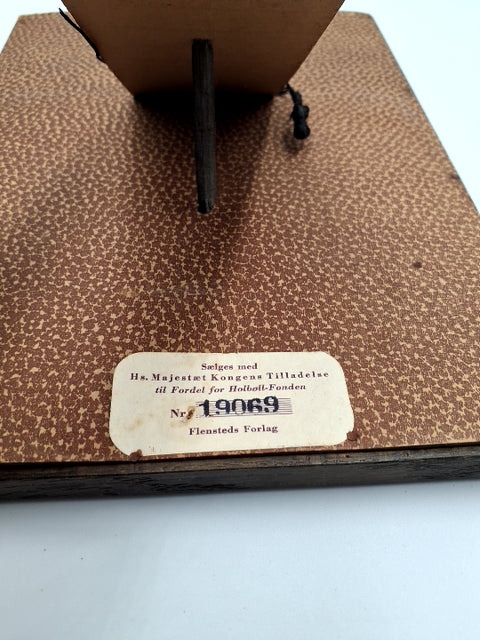 Sælges med
Hs. Majestæt Kongens Tilladelse
til Fordel for Holbøll-Fonden
Nr. 19069
Flensteds Forlag